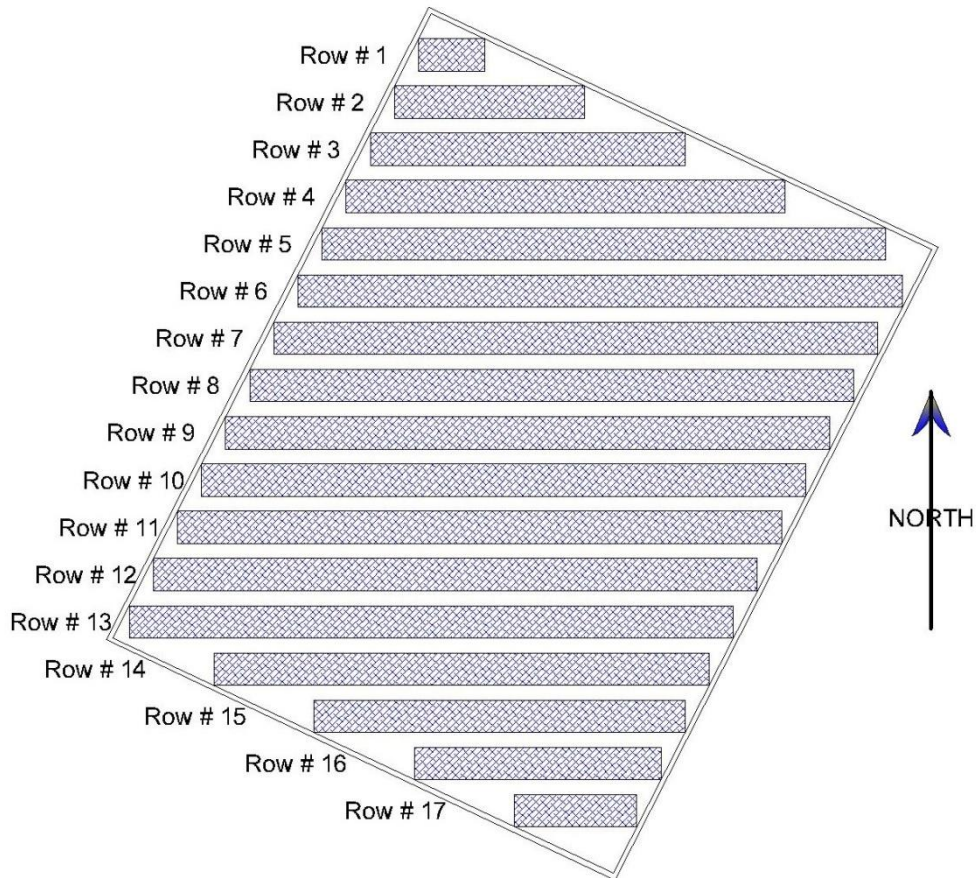 Row # 1
Row # 2
Row # 3
Row # 4
Row # 5
Row # 6
Row # 7
Row # 8
Row # 9
Row # 10
Row # 11
NORTH
Row # 12
Row # 13
Row # 14
Row # 15
Row # 16
Row # 17